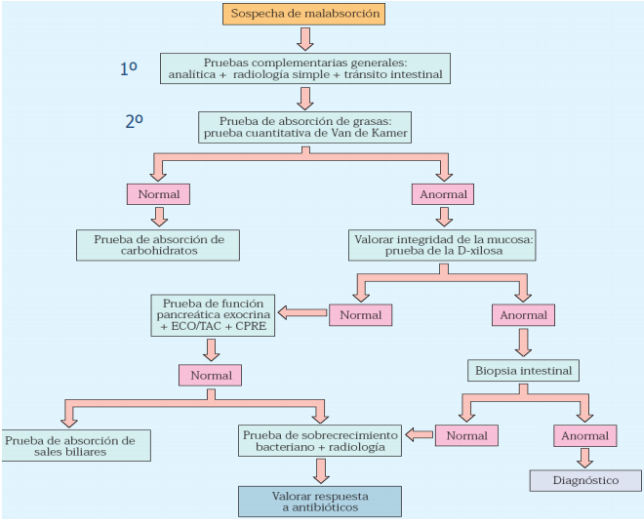 Sospecha de malabsorción
1º
Pruebas complementarias generales:
analítica + radiología simple + tránsito intestinal
2º
Prueba de absorción de grasas:
prueba cuantitativa de Van de Kamer
Normal
Anormal
Prueba de absorción de
carbohidratos
Valorar integridad de la mucosa:
prueba de la D-xilosa
Prueba de función
pancreática exocrina
+ ECO/TAC + CPRE
Normal
Anormal
Normal
Biopsia intestinal
Prueba de absorción de
sales biliares
Prueba de sobrecrecimiento
bacteriano + radiología
Normal
Anormal
Valorar respuesta
a antibióticos
Diagnóstico